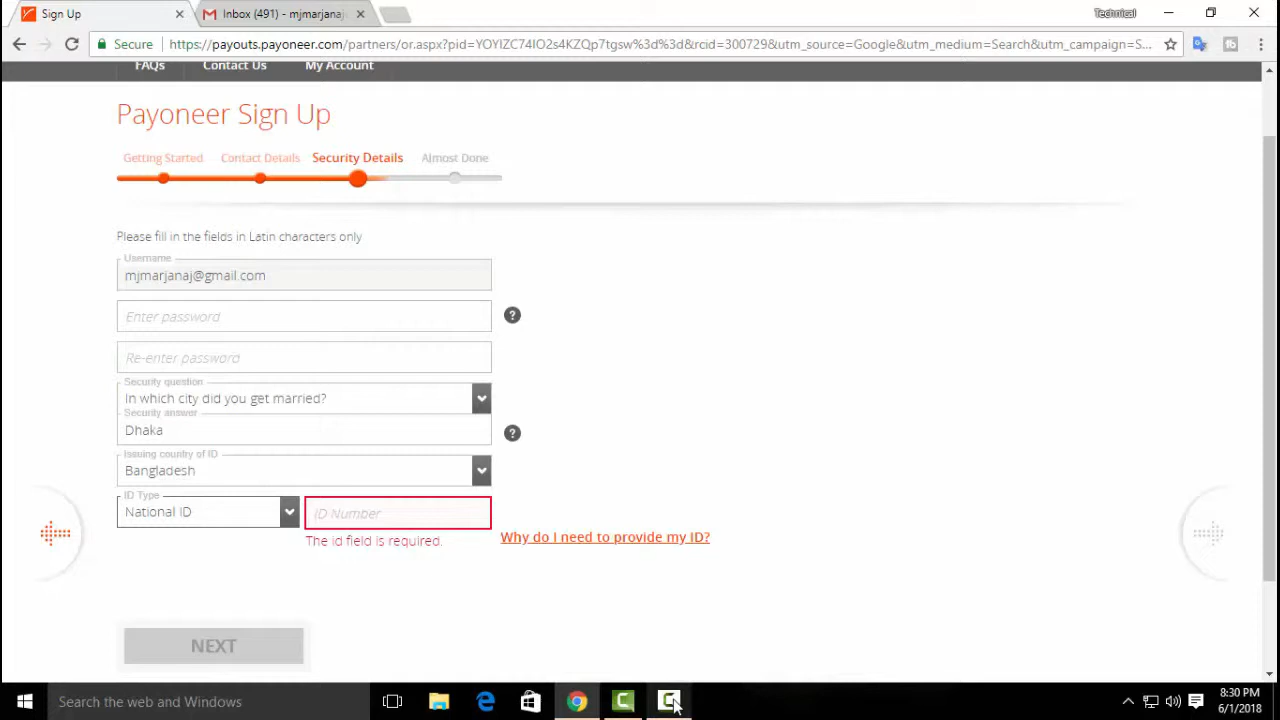 Sign Up
Inbox (491) - mjmarjanaj
Technical
Secure
https://payouts.payoneer.com/partners/or.aspx?pid=YOYIZC74IO2s4KZQp7tgsw%3d%3d&rcid=300729&utm_source=Google&utm_medium=Search&utm_campaign=S...
FAQs
Contact Us
My Account
Payoneer Sign Up
Getting Started
Contact Details
Security Details
Almost Done
Please fill in the fields in Latin characters only
Username
mjmarjanaj@gmail.com
Enter password
?
Re-enter password
Security question
In which city did you get married?
Security answer
Dhaka
?
Issuing country of ID
Bangladesh
ID Type
National ID
ID Number
The id field is required.
Why do I need to provide my ID?
NEXT
Search the web and Windows
8:30 PM
6/1/2018